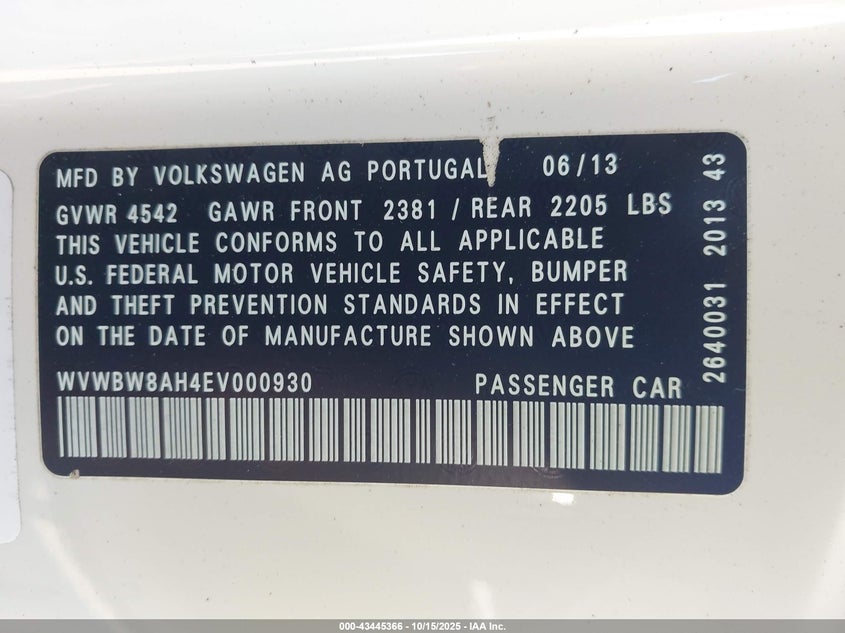 MFD BY VOLKSWAGEN AG PORTUGAL 06/13
GVWR 4542 GAWR FRONT 2381 / REAR 2205 LBS
THIS VEHICLE CONFORMS TO ALL APPLICABLE
U.S. FEDERAL MOTOR VEHICLE SAFETY, BUMPER
AND THEFT PREVENTION STANDARDS IN EFFECT
ON THE DATE OF MANUFACTURE SHOWN ABOVE
WVWBW8AH4EV000930 PASSENGER CAR
2640031 2013 43
000-43445366 - 10/15/2025 - IAA Inc.